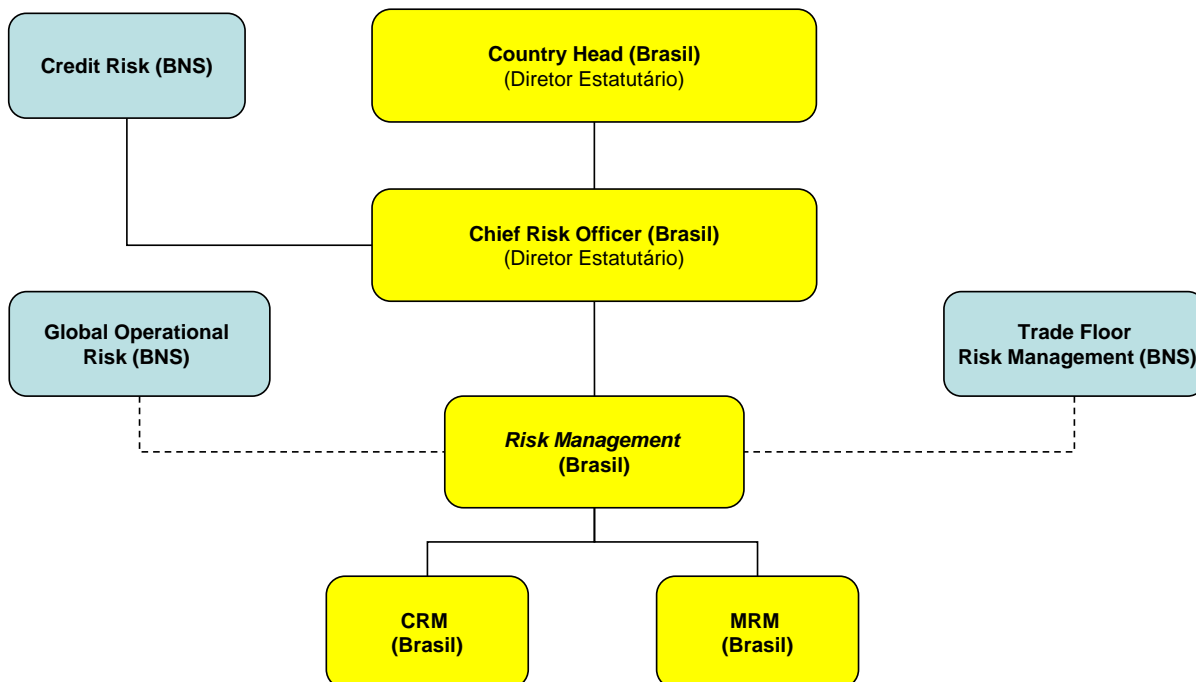 Credit Risk (BNS)
Country Head (Brasil)
(Diretor Estatutário)
Chief Risk Officer (Brasil)
(Diretor Estatutário)
Global Operational
Risk (BNS)
Trade Floor
Risk Management (BNS)
Risk Management
(Brasil)
CRM
(Brasil)
MRM
(Brasil)